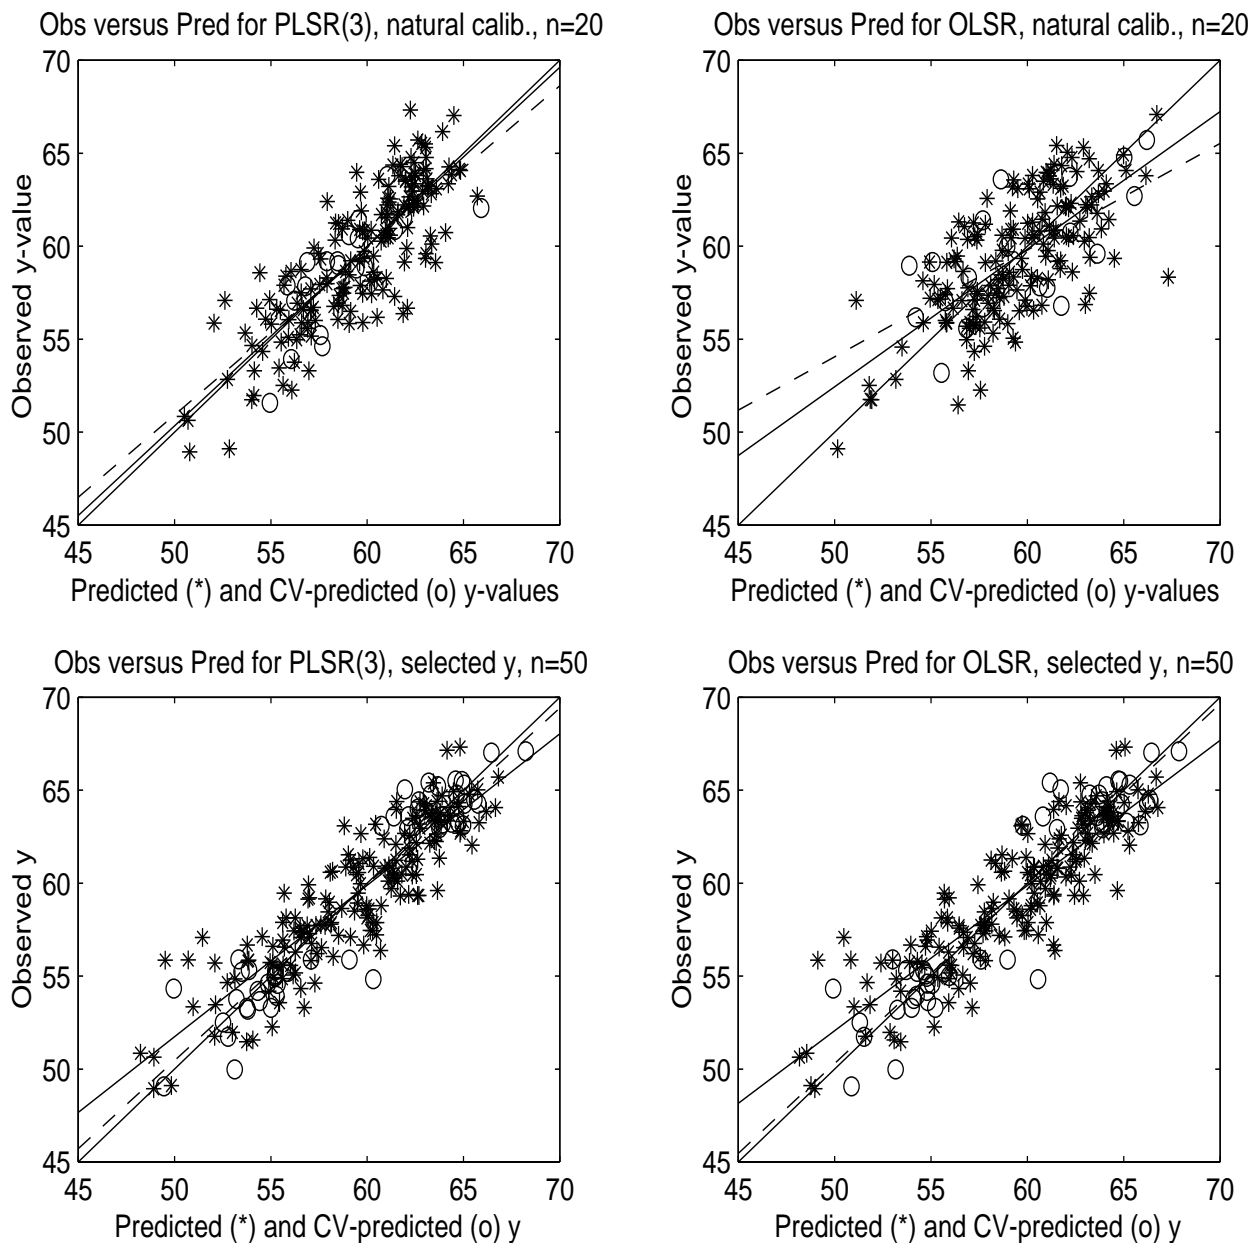 Obs versus Pred for PLSR(3), natural calib., n=20
Observed y-value
70
65
60
55
50
45
45 50 55 60 65 70
Predicted (*) and CV-predicted (o) y-values
Obs versus Pred for OLSR, natural calib., n=20
Observed y-value
70
65
60
55
50
45
45 50 55 60 65 70
Predicted (*) and CV-predicted (o) y-values
Obs versus Pred for PLSR(3), selected y, n=50
Observed y
70
65
60
55
50
45
45 50 55 60 65 70
Predicted (*) and CV-predicted (o) y
Obs versus Pred for OLSR, selected y, n=50
Observed y
70
65
60
55
50
45
45 50 55 60 65 70
Predicted (*) and CV-predicted (o) y